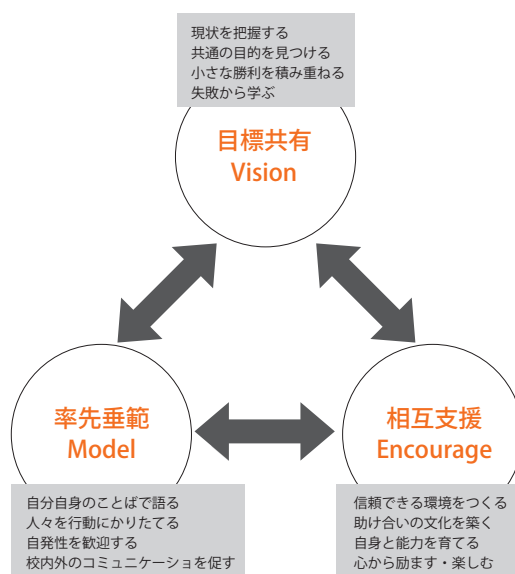 現状を把握する
共通の目的を見つける
小さな勝利を積み重ねる
失敗から学ぶ
目標共有
Vision
率先垂範
Model
自分自身のことばで語る
人々を行動にかりたてる
自発性を歓迎する
校内外のコミュニケーショを促す
相互支援
Encourage
信頼できる環境をつくる
助け合いの文化を築く
自身と能力を育てる
心から励ます・楽しむ